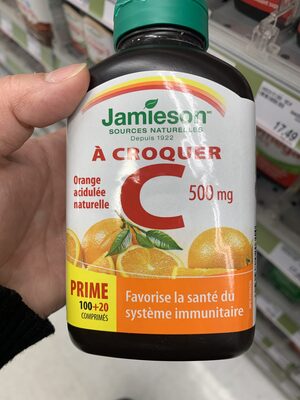 Jamieson
SOURCES NATURELLES
Depuis 1922
À CROQUER
Orange
acidulée
naturelle
C 500 mg
PRIME
100+20
COMPRIMÉS
Favorise la santé du
système immunitaire
17,49